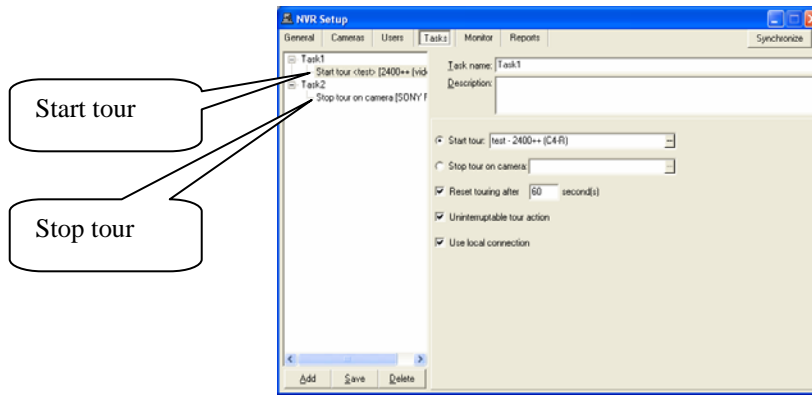 NVR Setup
General Cameras Users Tasks Monitor Reports Synchronize
Task1
Start tour <test> [2400++ (vid
Task2
Stop tour on camera [SONY
Task name: Task1
Description:
Start tour: test - 2400++ (C4-R)
Stop tour on camera:
Reset touring after 60 second(s)
Uninterruptable tour action
Use local connection
Add Save Delete
Start tour
Stop tour